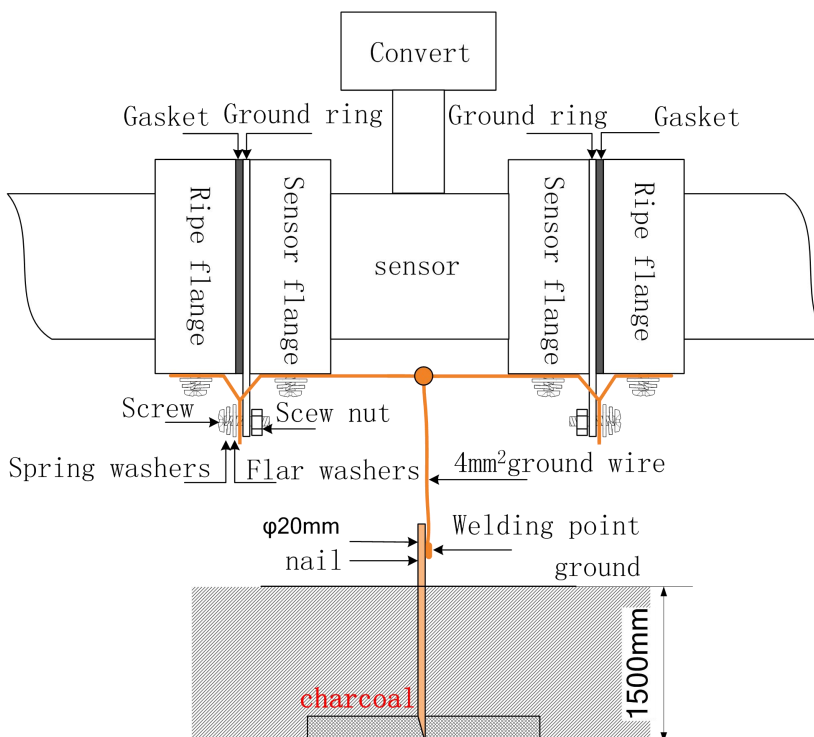 Convert
Gasket Ground ring
Ground ring Gasket
Ripe flange
Sensor flange
sensor
Sensor flange
Ripe flange
Screw
Scew nut
Spring washers
Flar washers
4mm²ground wire
φ20mm
Welding point
nail
ground
1500mm
charcoal